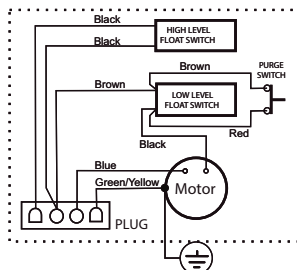 Black
HIGH LEVEL
FLOAT SWITCH
Black
Brown
PURGE
SWITCH
Brown
LOW LEVEL
FLOAT SWITCH
Red
Black
Blue
Green/Yellow
Motor
PLUG